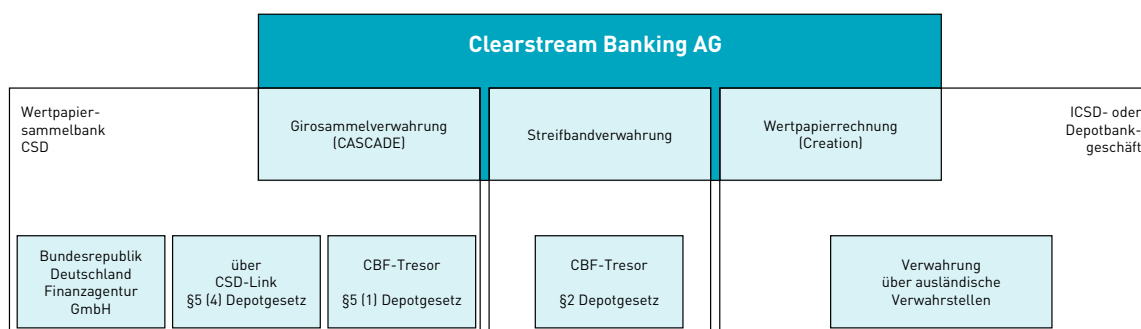 Clearstream Banking AG
Wertpapier-
sammelbank
CSD
Girosammelverwahrung
(CASCADE)
Streifbandverwahrung
Wertpapierrechnung
(Creation)
ICSD- oder
Depotbank-
geschäft
Bundesrepublik
Deutschland
Finanzagentur
GmbH
über
CSD-Link
§5 (4) Depotgesetz
CBF-Tresor
§5 (1) Depotgesetz
CBF-Tresor
§2 Depotgesetz
Verwahrung
über ausländische
Verwahrstellen